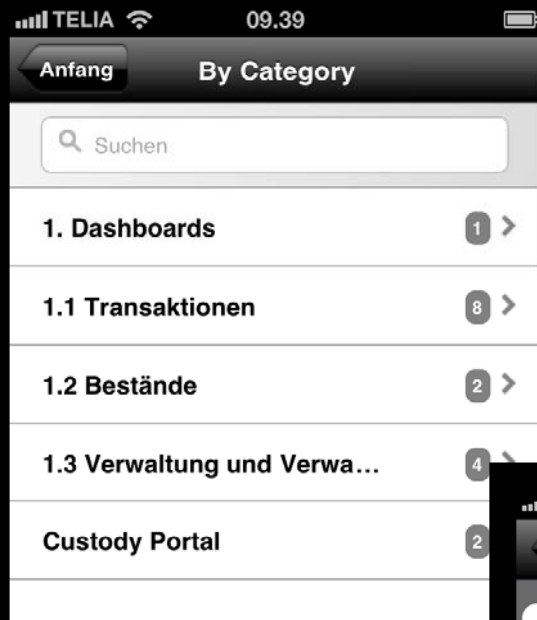 TELIA 09.39
Anfang By Category
Suchen
1. Dashboards 1
1.1 Transaktionen 8
1.2 Bestände 2
1.3 Verwaltung und Verwa... 4
Custody Portal 2